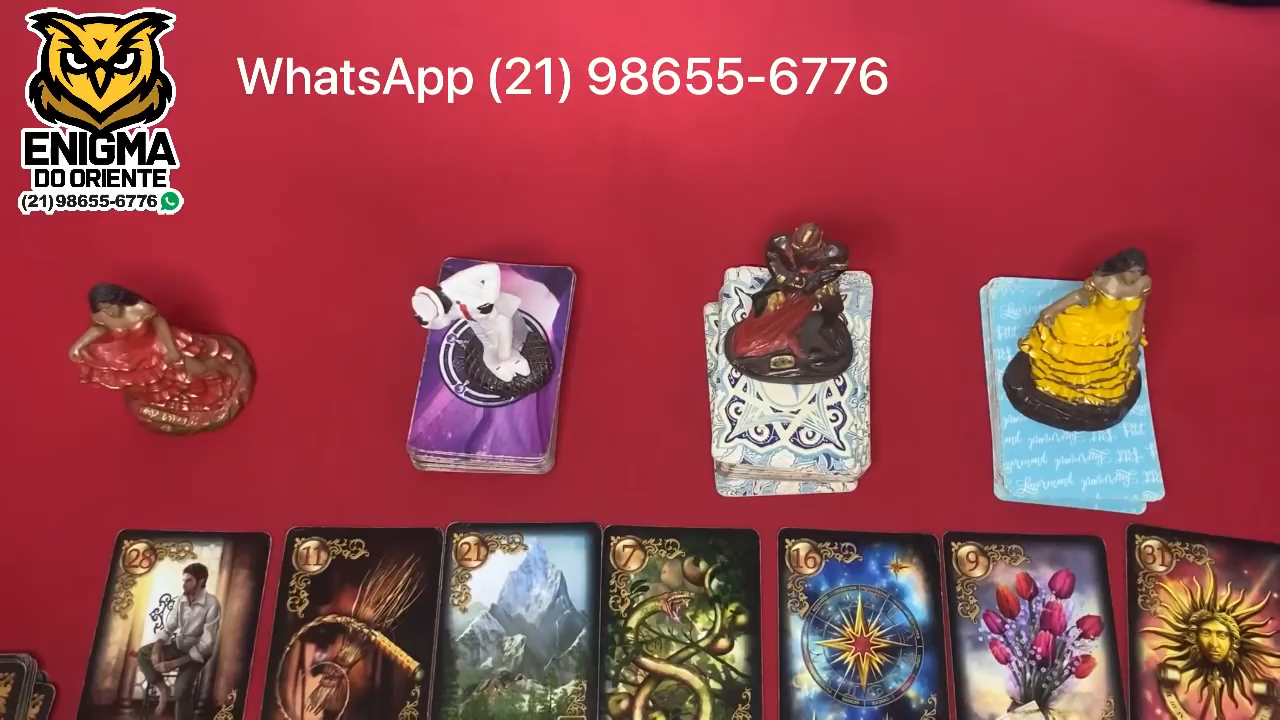 WhatsApp (21) 98655-6776
ENIGMA
DO ORIENTE
(21)98655-6776
28
11
21
7
16
9
31